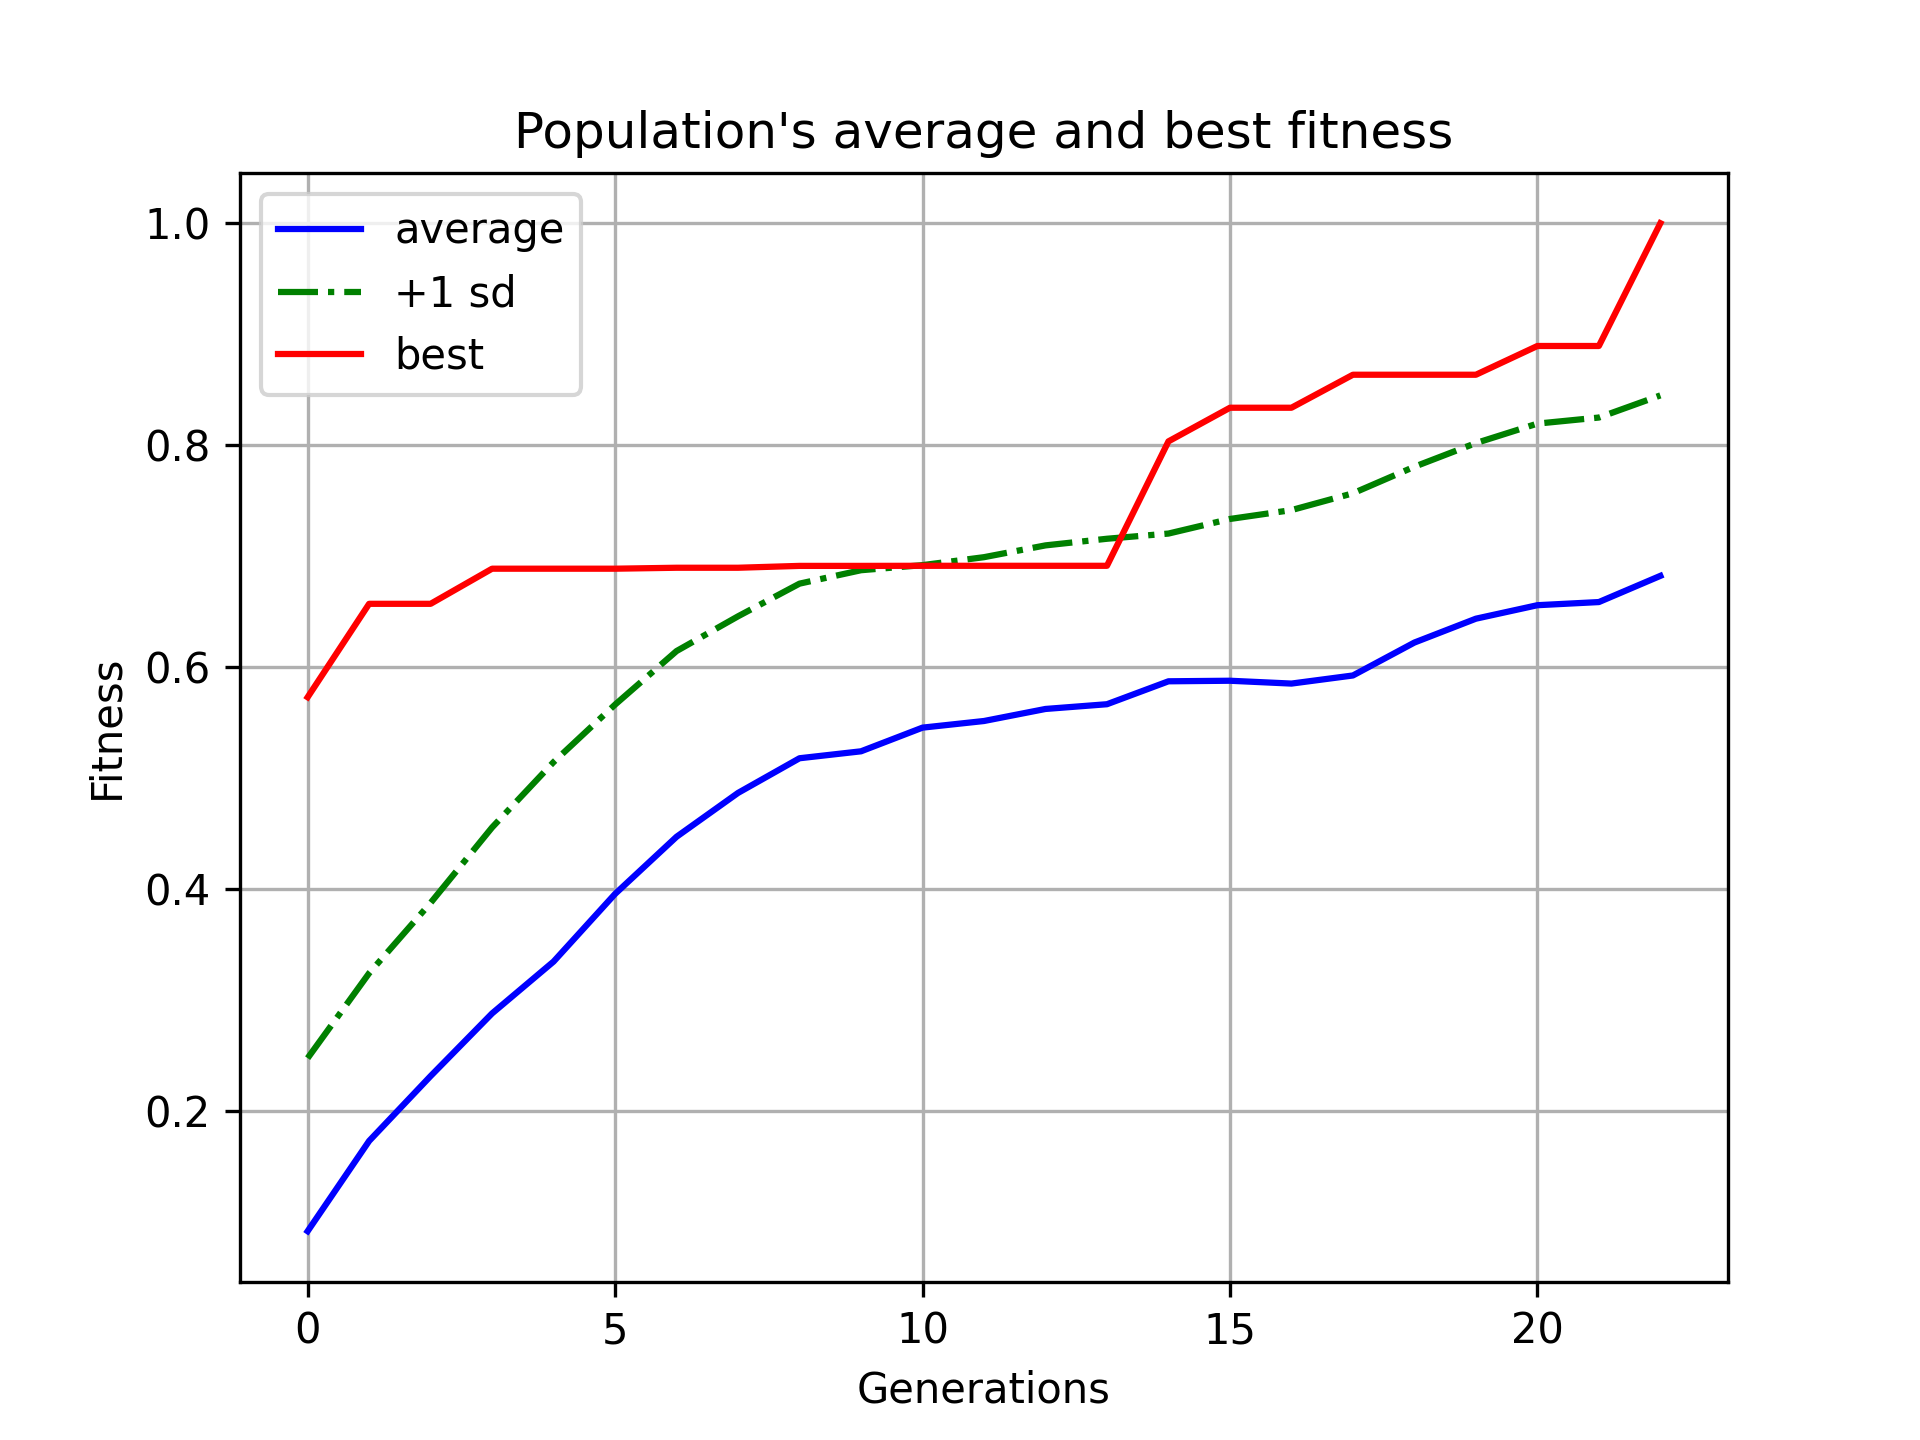 Population's average and best fitness
average
+1 sd
best
1.0
0.8
0.6
0.4
0.2
Fitness
0 5 10 15 20
Generations